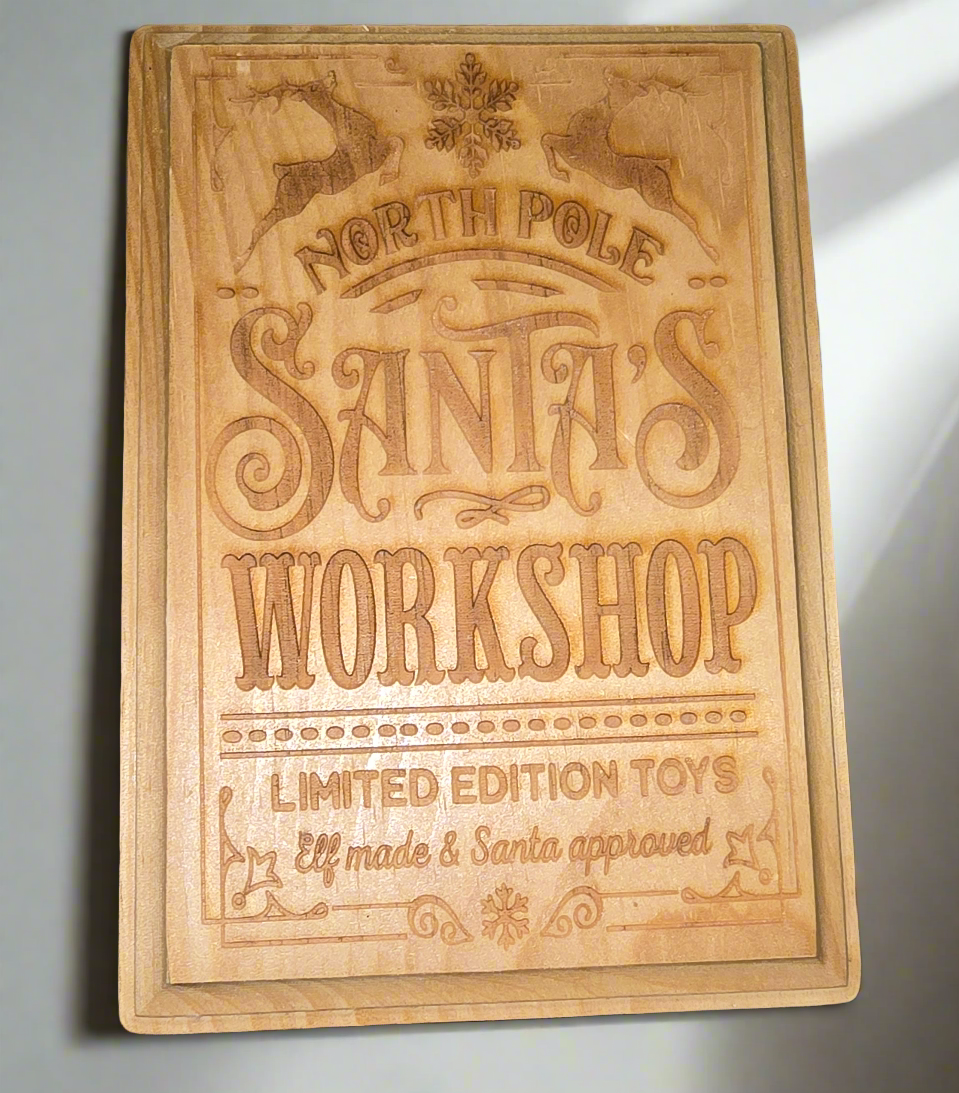 NORTH POLE
SANTA'S
WORKSHOP
LIMITED EDITION TOYS
Elf made & Santa approved